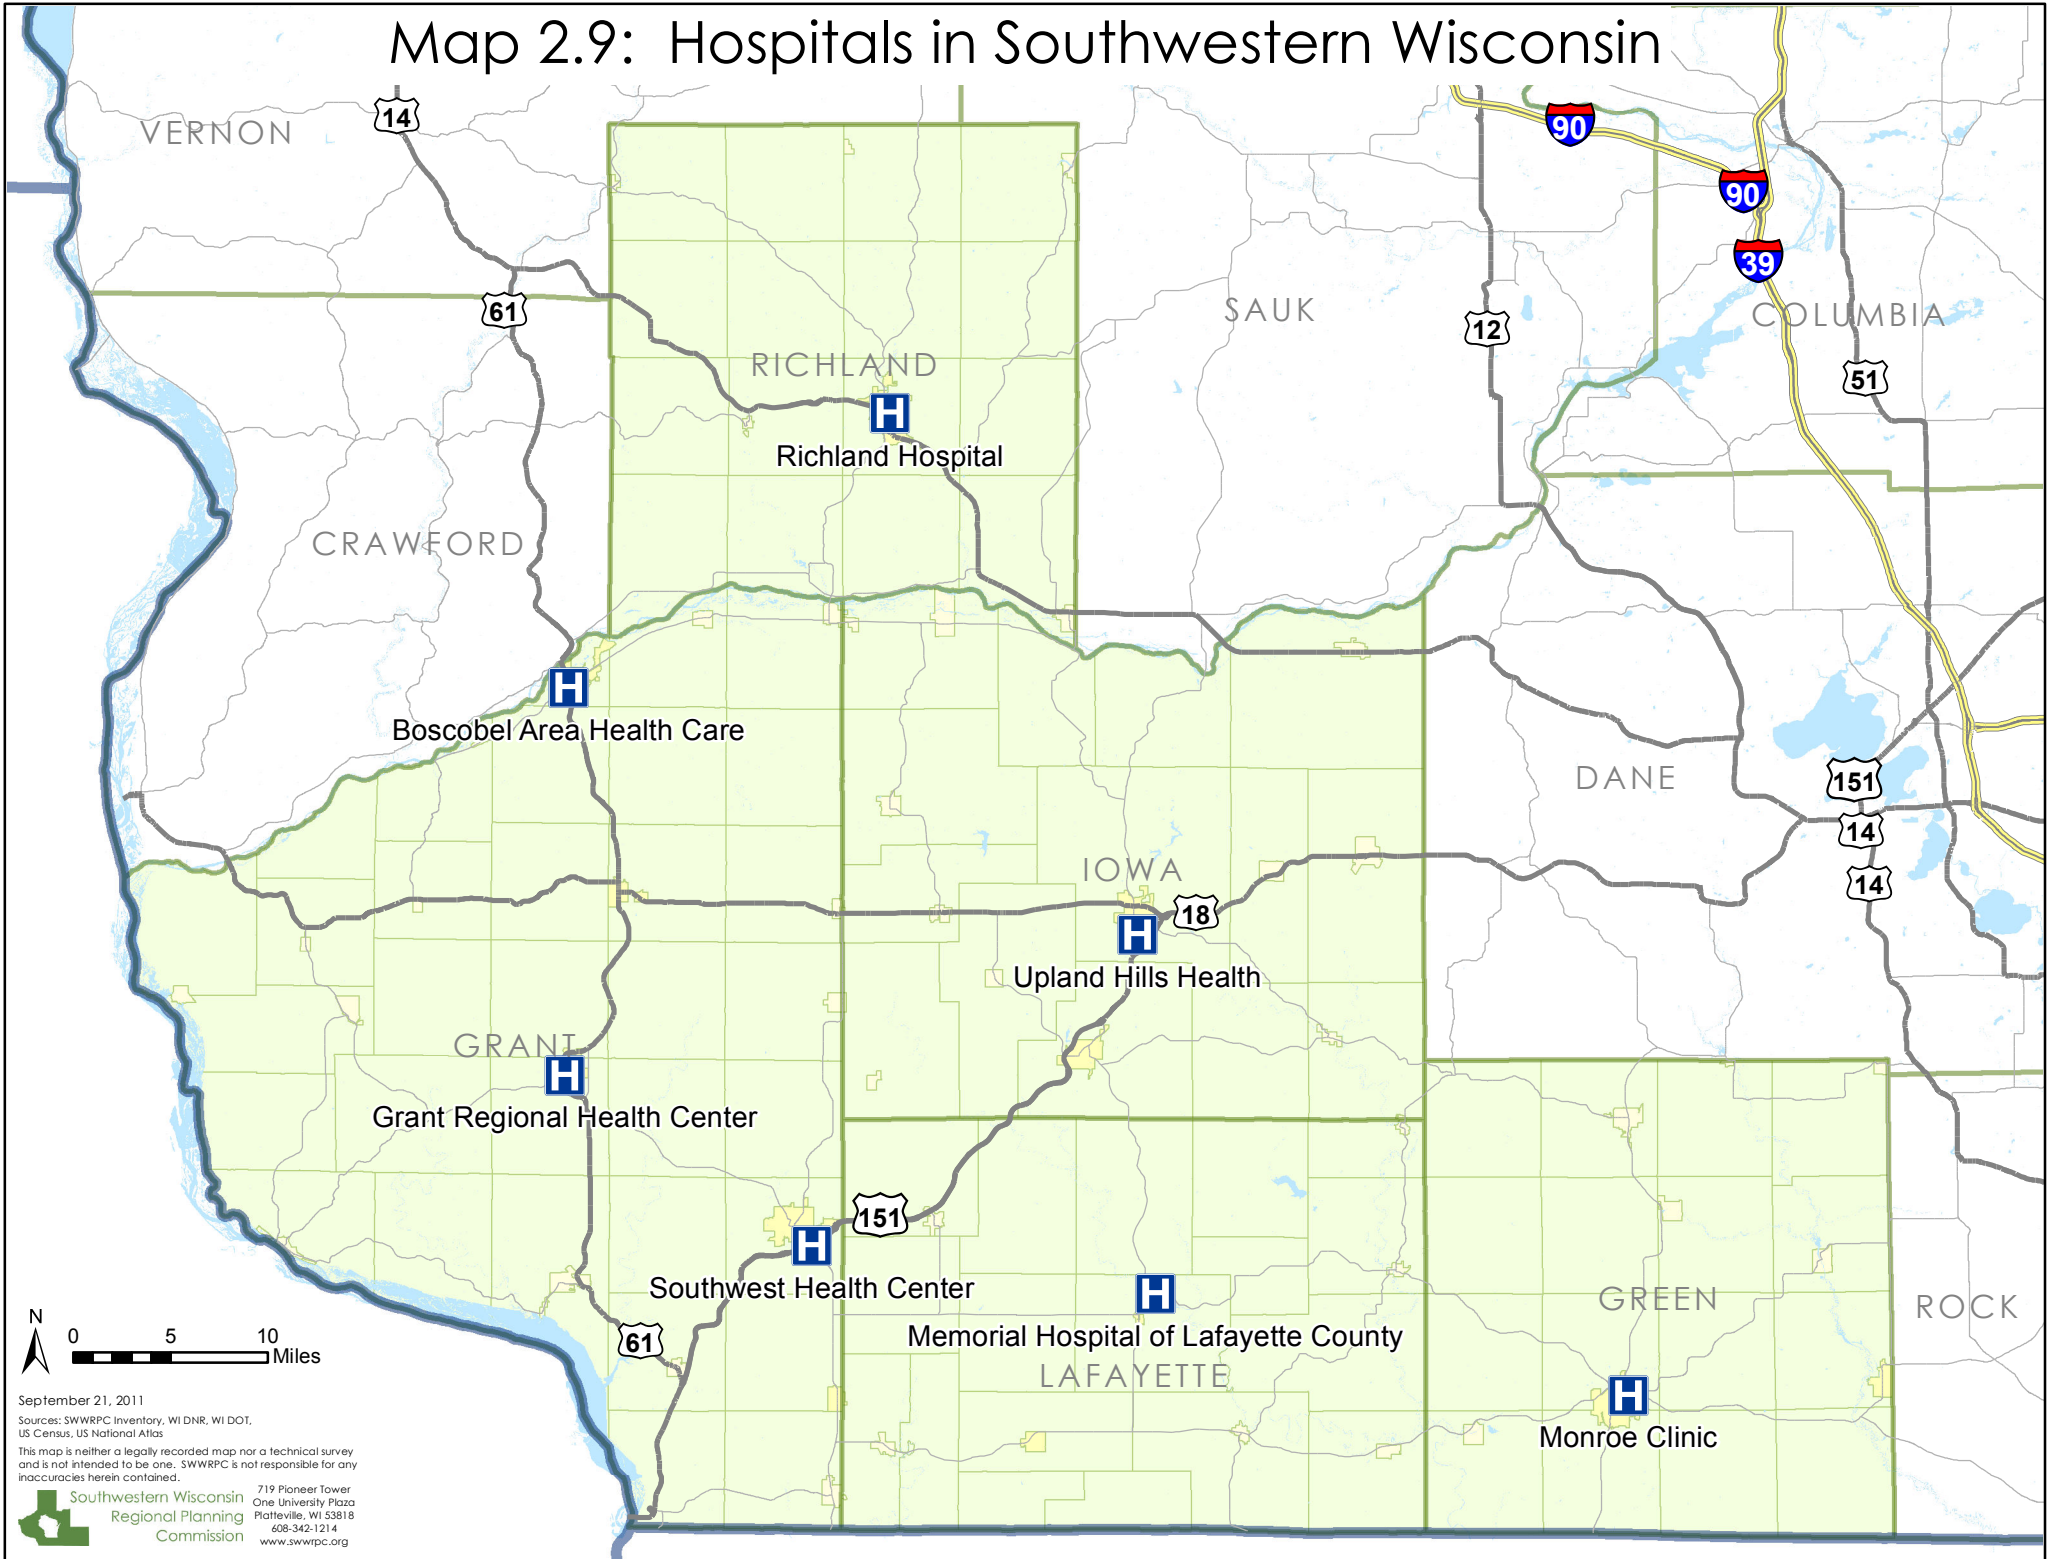 Map 2.9: Hospitals in Southwestern Wisconsin
VERNON
14
90
90
39
61
SAUK
12
COLUMBIA
51
RICHLAND
H
Richland Hospital
CRAWFORD
H
Boscobel Area Health Care
DANE
151
14
14
IOWA
18
H
Upland Hills Health
GRANT
H
Grant Regional Health Center
151
H
Southwest Health Center
H
Memorial Hospital of Lafayette County
LAFAYETTE
GREEN
ROCK
61
H
Monroe Clinic
N
0 5 10
Miles
September 21, 2011
Sources: SWWRPC Inventory, WI DNR, WI DOT,
US Census, US National Atlas
This map is neither a legally recorded map nor a technical survey
and is not intended to be one. SWWRPC is not responsible for any
inaccuracies herein contained.
Southwestern Wisconsin
Regional Planning
Commission
719 Pioneer Tower
One University Plaza
Platteville, WI 53818
608-342-1214
www.swwrpc.org